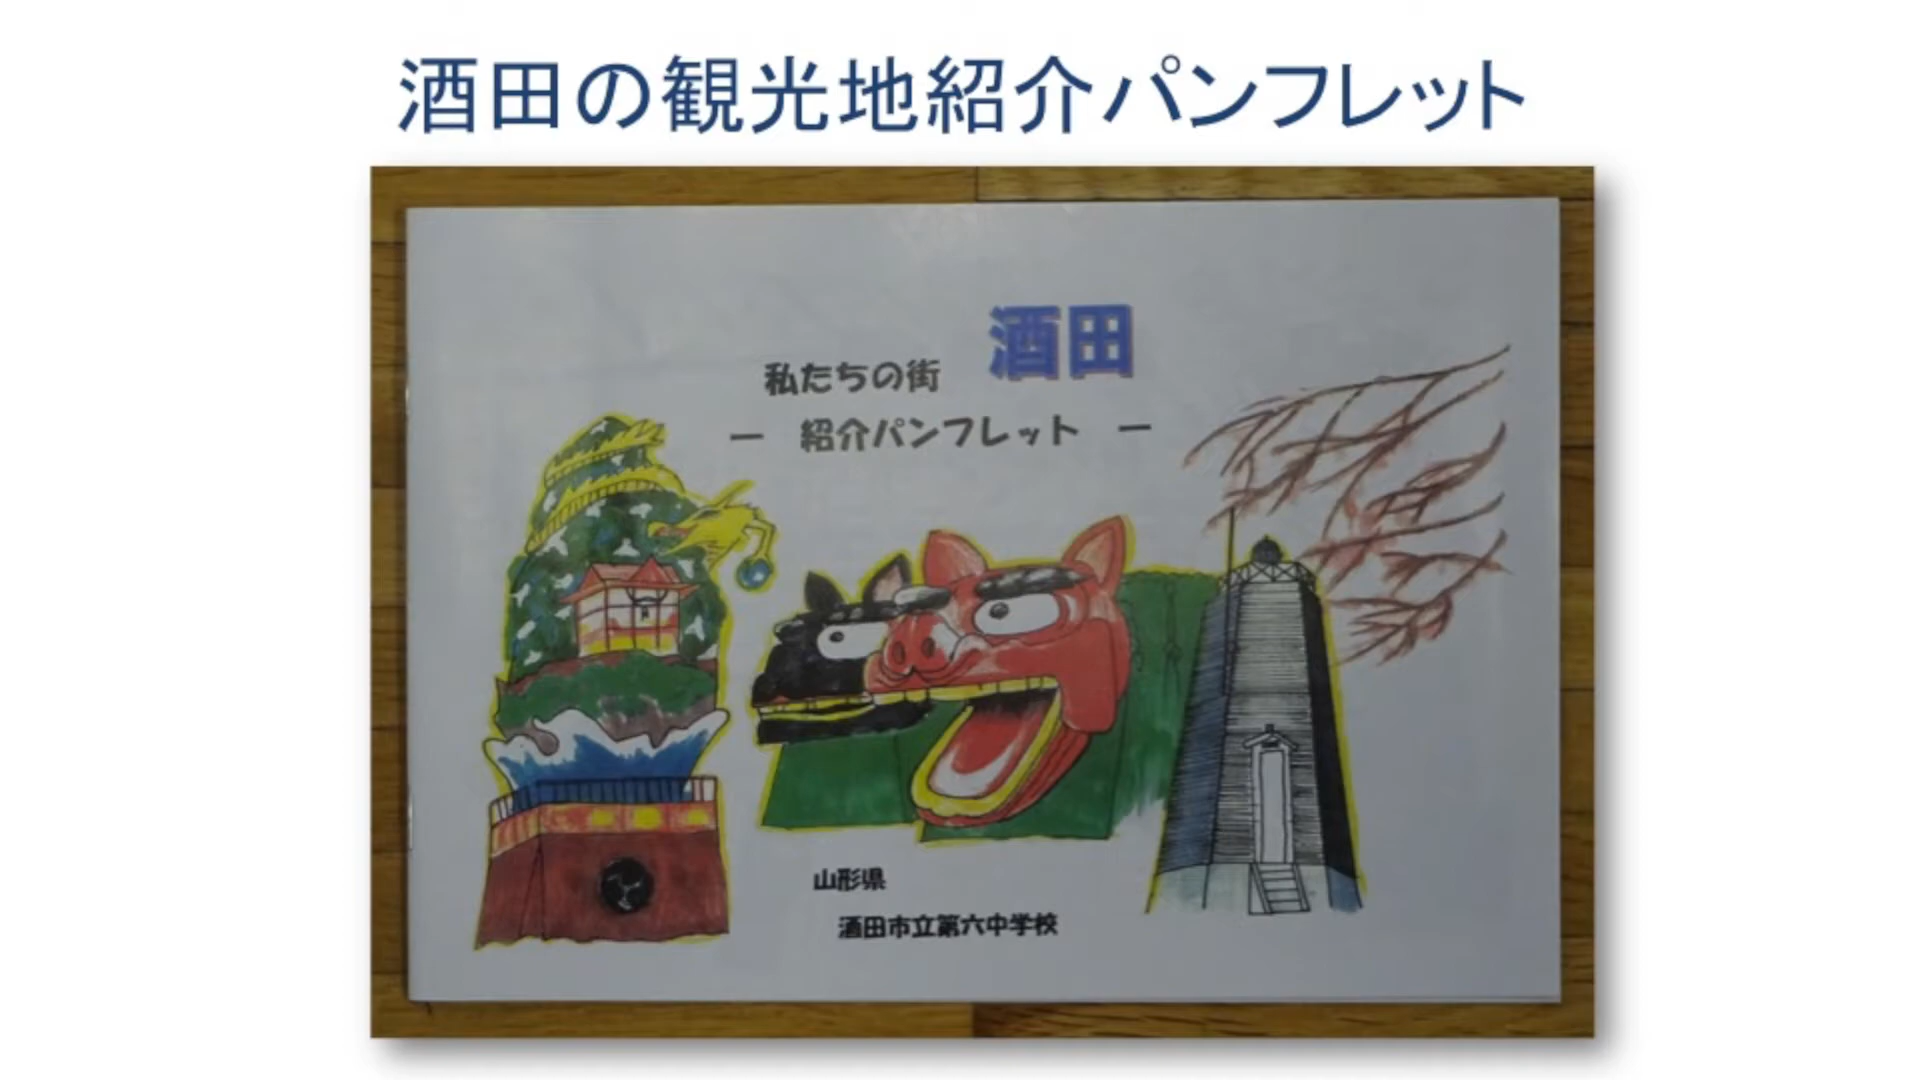 酒田の観光地紹介パンフレット
私たちの街 酒田
― 紹介パンフレット ―
山形県
酒田市立第六中学校